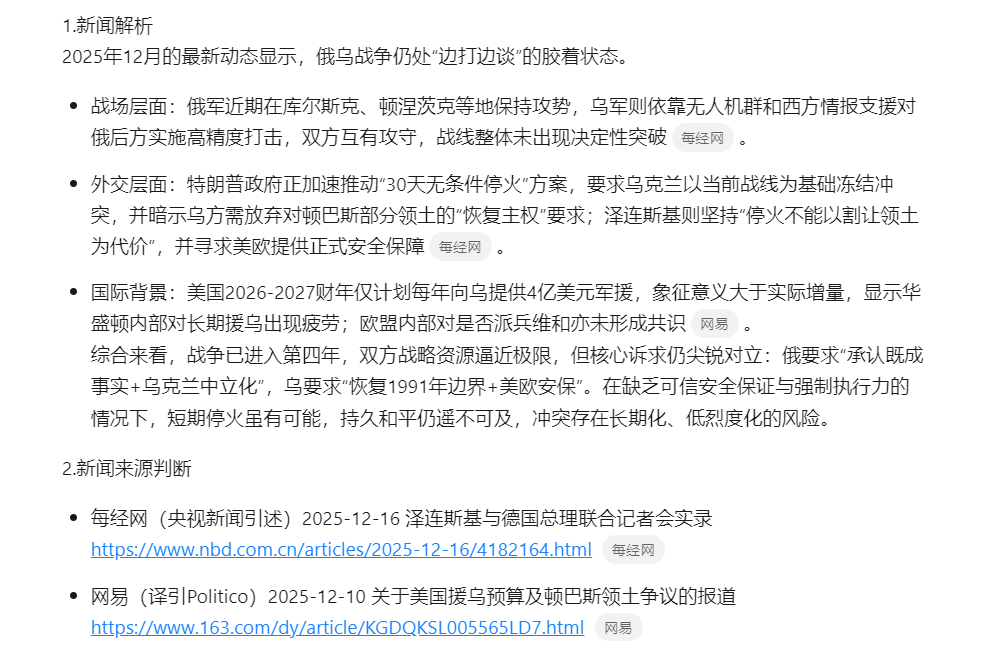 1.新闻解析
2025年12月的最新动态显示，俄乌战争仍处“边打边谈”的胶着状态。
• 战场层面：俄军近期在库尔斯克、顿涅茨克等地保持攻势，乌军则依靠无人机群和西方情报支援对
俄后方实施高精度打击，双方互有攻守，战线整体未出现决定性突破 每经网 。
• 外交层面：特朗普政府正加速推动“30天无条件停火”方案，要求乌克兰以当前战线为基础冻结冲
突，并暗示乌方需放弃对顿巴斯部分领土的“恢复主权”要求；泽连斯基则坚持“停火不能以割让领土
为代价”，并寻求美欧提供正式安全保障 每经网 。
• 国际背景：美国2026-2027财年仅计划每年向乌提供4亿美元军援，象征意义大于实际增量，显示华
盛顿内部对长期援乌出现疲劳；欧盟内部对是否派兵维和亦未形成共识 网易 。
综合来看，战争已进入第四年，双方战略资源逼近极限，但核心诉求仍尖锐对立：俄要求“承认既成
事实+乌克兰中立化”，乌要求“恢复1991年边界+美欧安保”。在缺乏可信安全保证与强制执行力的
情况下，短期停火虽有可能，持久和平仍遥不可及，冲突存在长期化、低烈度化的风险。
2.新闻来源判断
• 每经网（央视新闻引述）2025-12-16 泽连斯基与德国总理联合记者会实录
https://www.nbd.com.cn/articles/2025-12-16/4182164.html 每经网
• 网易（译引Politico）2025-12-10 关于美国援乌预算及顿巴斯领土争议的报道
https://www.163.com/dy/article/KGDQKSL005565LD7.html 网易